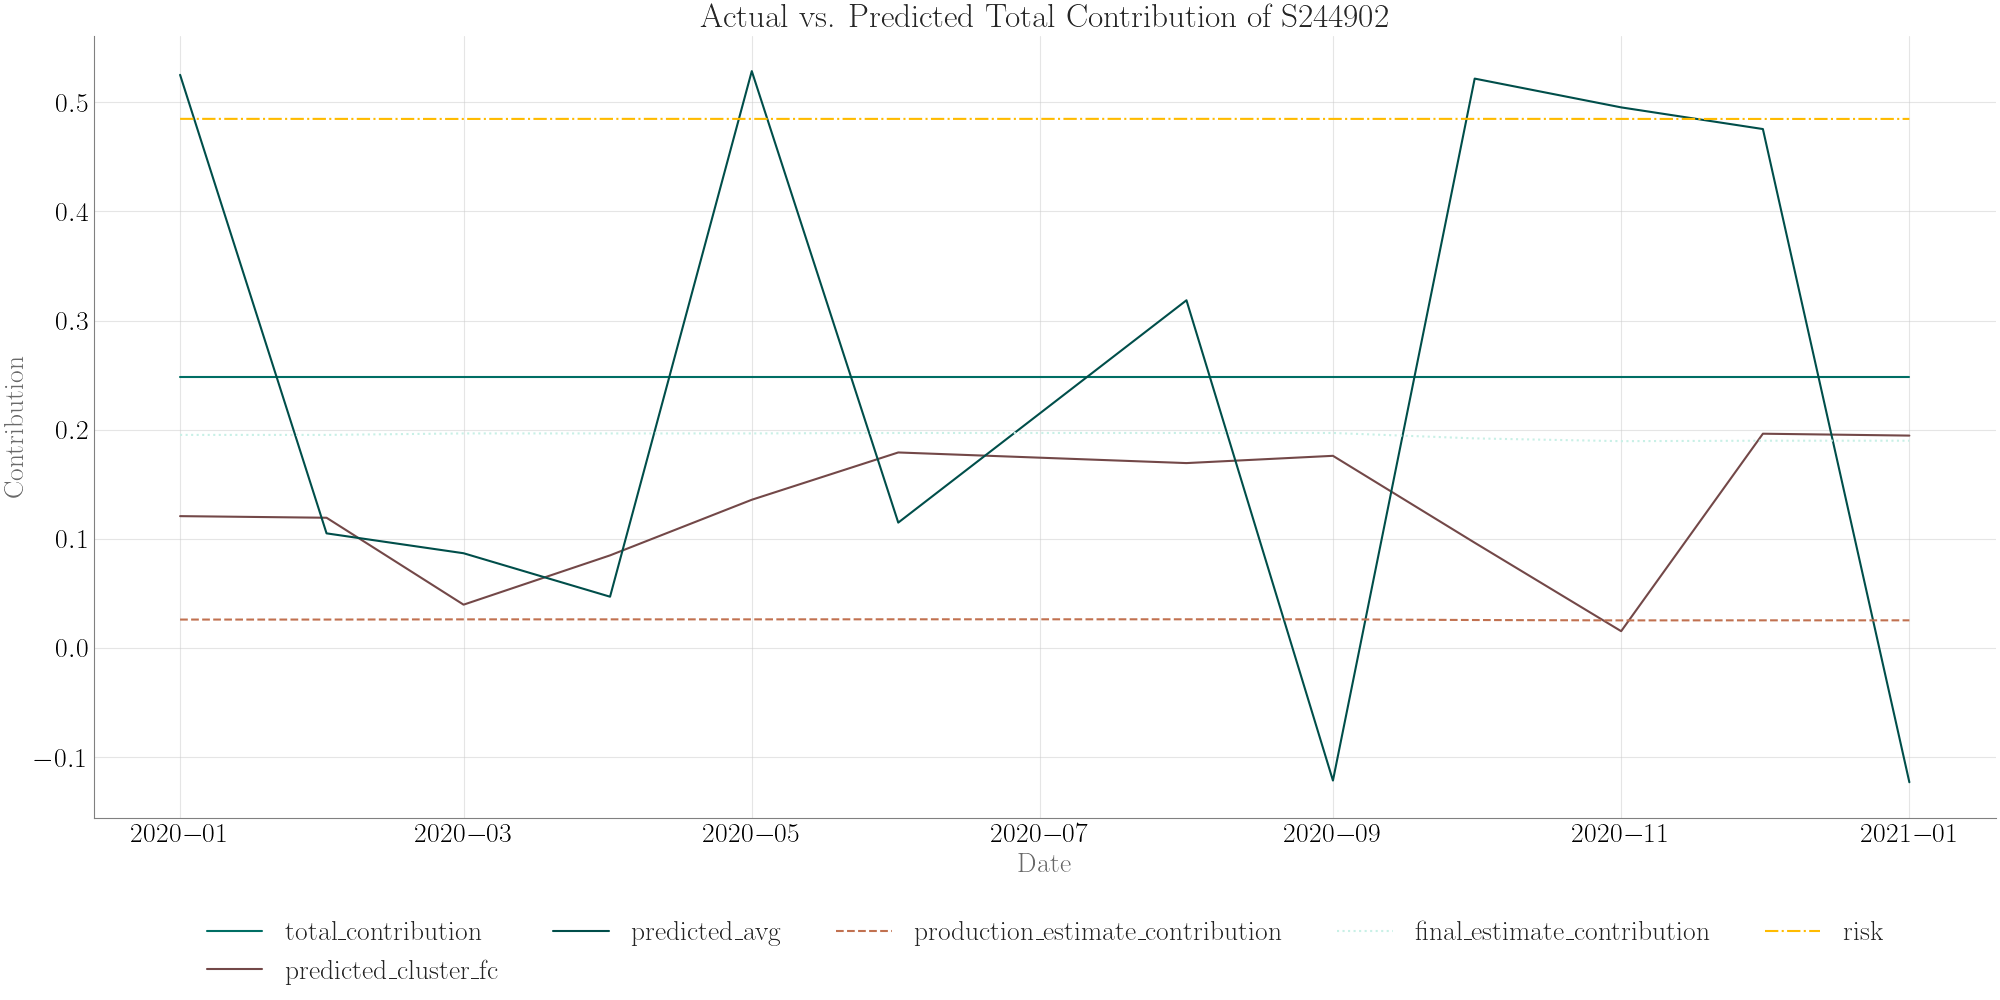 Actual vs. Predicted Total Contribution of S244902
0.5
0.4
0.3
0.2
0.1
0.0
−0.1
Contribution
2020−01 2020−03 2020−05 2020−07 2020−09 2020−11 2021−01
Date
total_contribution predicted_avg production_estimate_contribution final_estimate_contribution risk
predicted_cluster_fc